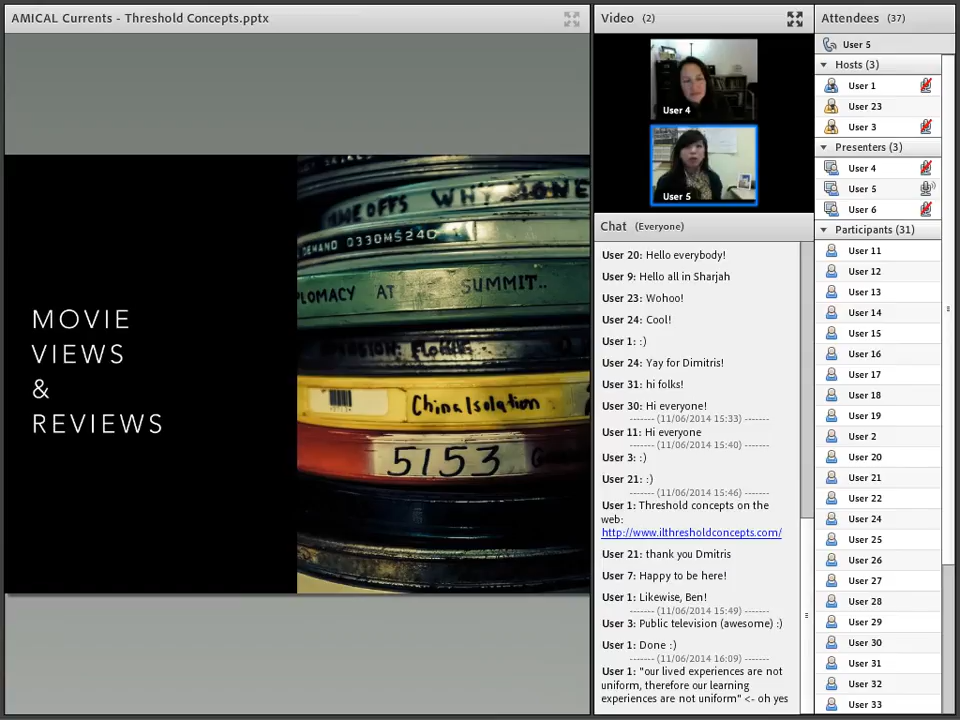 AMICAL Currents - Threshold Concepts.pptx
MOVIE
VIEWS
&
REVIEWS
WHY
DEMAND 0330MS24D
PLOMACY AT SUMMIT..
China Isolation
5153
Video (2)
User 4
User 5
Chat (Everyone)
User 20: Hello everybody!
User 9: Hello all in Sharjah
User 23: Wohoo!
User 24: Cool!
User 1: :)
User 24: Yay for Dimitris!
User 31: hi folks!
User 30: Hi everyone!
------- (11/06/2014 15:33) -------
User 11: Hi everyone
------- (11/06/2014 15:40) -------
User 3: :)
User 21: :)
------- (11/06/2014 15:46) -------
User 1: Threshold concepts on the
web:
http://www.ilthresholdconcepts.com/
User 21: thank you Dmitris
User 7: Happy to be here!
User 1: Likewise, Ben!
------- (11/06/2014 15:49) -------
User 3: Public television (awesome) :)
User 1: Done :)
------- (11/06/2014 16:09) -------
User 1: "our lived experiences are not
uniform, therefore our learning
experiences are not uniform" <- oh yes
Attendees (37)
User 5
Hosts (3)
User 1
User 23
User 3
Presenters (3)
User 4
User 5
User 6
Participants (31)
User 11
User 12
User 13
User 14
User 15
User 16
User 17
User 18
User 19
User 2
User 20
User 21
User 22
User 24
User 25
User 26
User 27
User 28
User 29
User 30
User 31
User 32
User 33